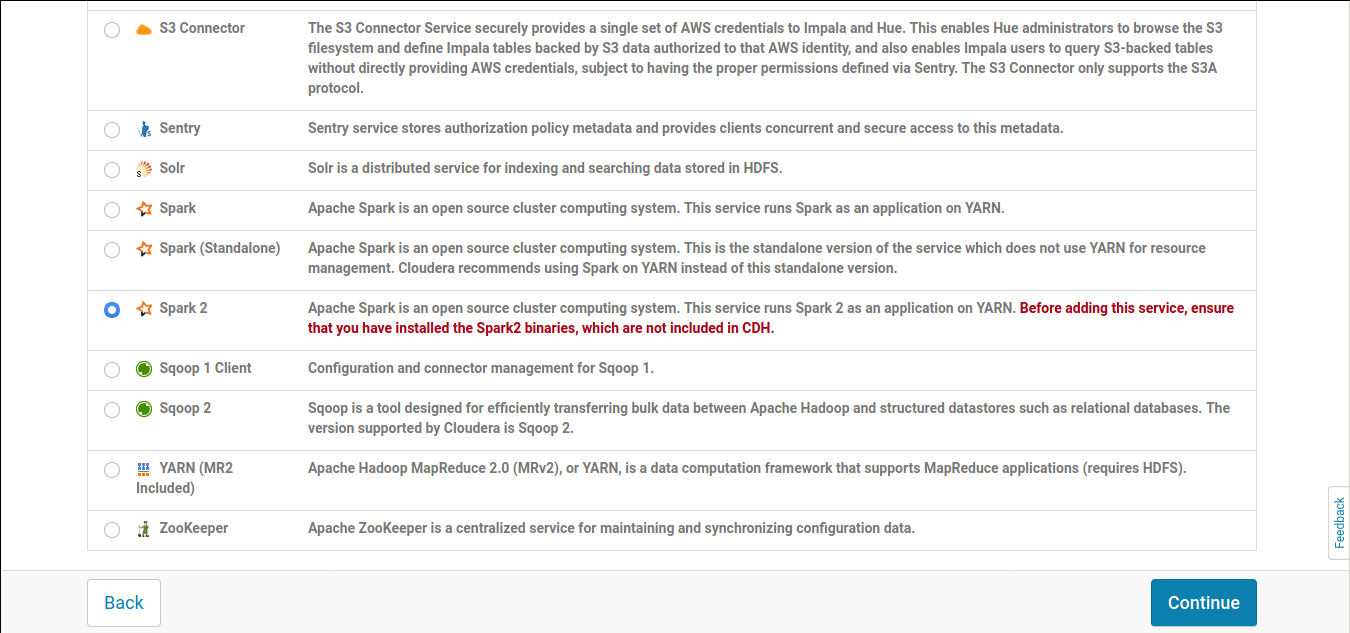 S3 Connector
The S3 Connector Service securely provides a single set of AWS credentials to Impala and Hue. This enables Hue administrators to browse the S3
filesystem and define Impala tables backed by S3 data authorized to that AWS identity, and also enables Impala users to query S3-backed tables
without directly providing AWS credentials, subject to having the proper permissions defined via Sentry. The S3 Connector only supports the S3A
protocol.
Sentry
Sentry service stores authorization policy metadata and provides clients concurrent and secure access to this metadata.
Solr
Solr is a distributed service for indexing and searching data stored in HDFS.
Spark
Apache Spark is an open source cluster computing system. This service runs Spark as an application on YARN.
Spark (Standalone)
Apache Spark is an open source cluster computing system. This is the standalone version of the service which does not use YARN for resource
management. Cloudera recommends using Spark on YARN instead of this standalone version.
Spark 2
Apache Spark is an open source cluster computing system. This service runs Spark 2 as an application on YARN. Before adding this service, ensure
that you have installed the Spark2 binaries, which are not included in CDH.
Sqoop 1 Client
Configuration and connector management for Sqoop 1.
Sqoop 2
Sqoop is a tool designed for efficiently transferring bulk data between Apache Hadoop and structured datastores such as relational databases. The
version supported by Cloudera is Sqoop 2.
YARN (MR2
Included)
Apache Hadoop MapReduce 2.0 (MRv2), or YARN, is a data computation framework that supports MapReduce applications (requires HDFS).
ZooKeeper
Apache ZooKeeper is a centralized service for maintaining and synchronizing configuration data.
Feedback
Back
Continue